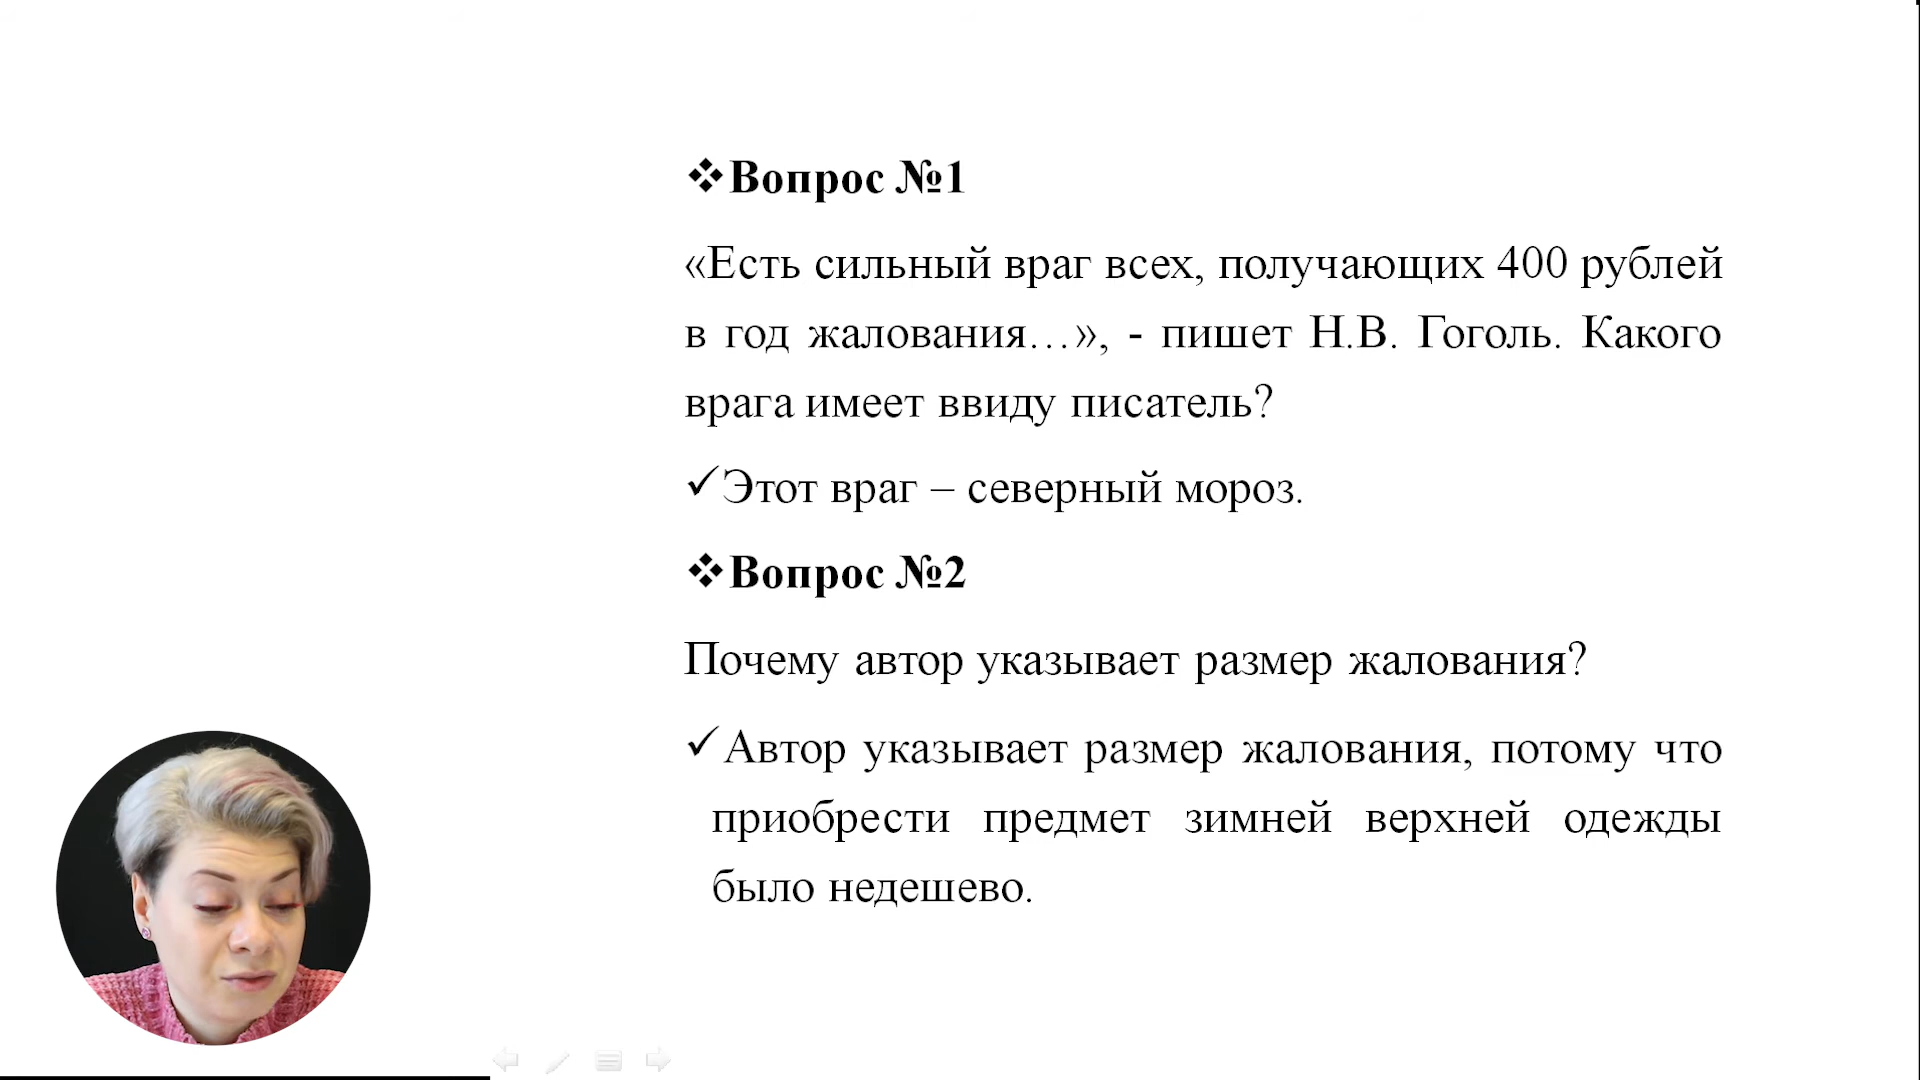 ❖Вопрос №1
«Есть сильный враг всех, получающих 400 рублей
в год жалования…», - пишет Н.В. Гоголь. Какого
врага имеет ввиду писатель?
✓Этот враг – северный мороз.
❖Вопрос №2
Почему автор указывает размер жалования?
✓Автор указывает размер жалования, потому что
приобрести предмет зимней верхней одежды
было недешево.